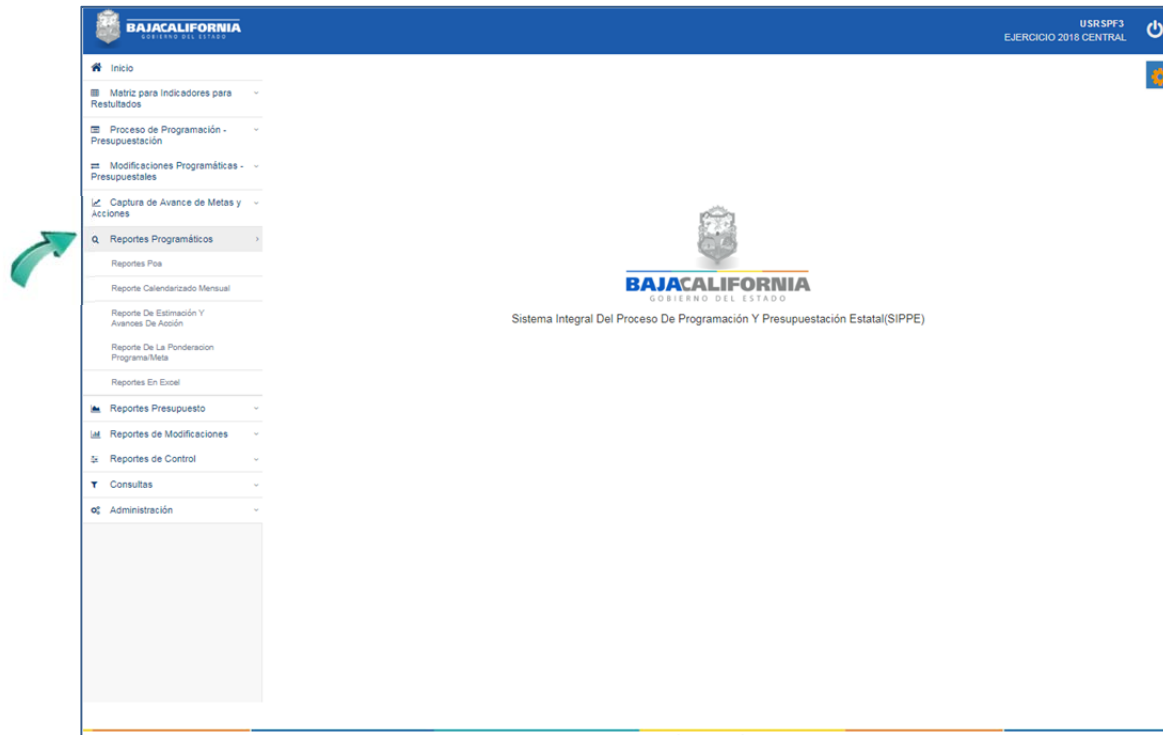 BAJACALIFORNIA
GOBIERNO DEL ESTADO
USRSPF3
EJERCICIO 2018 CENTRAL
Inicio
Matriz para Indicadores para
Restultados
Proceso de Programación -
Presupuestación
Modificaciones Programáticas -
Presupuestales
Captura de Avance de Metas y
Acciones
Reportes Programáticos
Reportes Poa
Reporte Calendarizado Mensual
Reporte De Estimación Y
Avances De Acción
Reporte De La Ponderacion
Programa/Meta
Reportes En Excel
Reportes Presupuesto
Reportes de Modificaciones
Reportes de Control
Consultas
Administración
BAJACALIFORNIA
GOBIERNO DEL ESTADO
Sistema Integral Del Proceso De Programación Y Presupuestación Estatal(SIPPE)